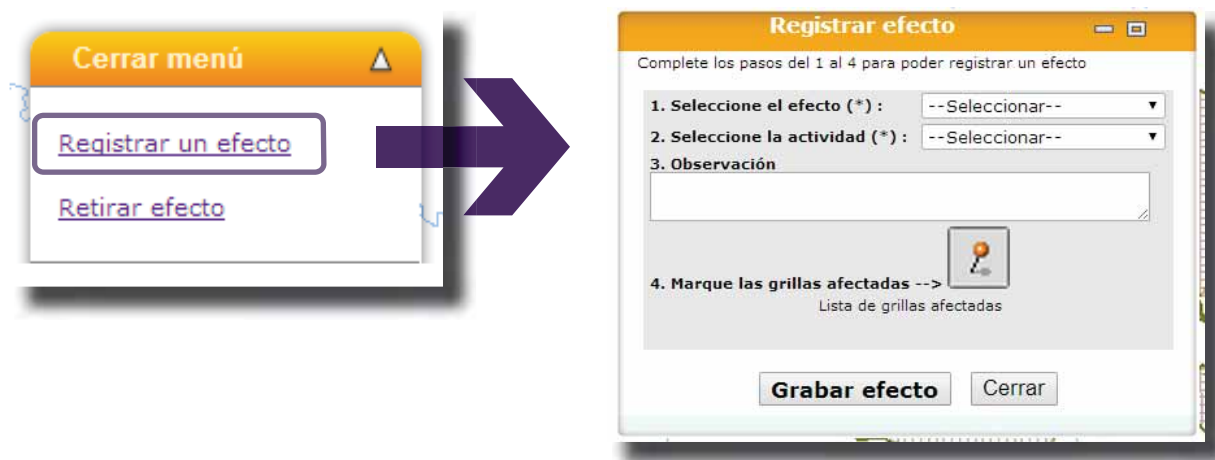 Cerrar menú
Registrar un efecto
Retirar efecto
Registrar efecto
Complete los pasos del 1 al 4 para poder registrar un efecto
1. Seleccione el efecto (*) : --Seleccionar--
2. Seleccione la actividad (*) : --Seleccionar--
3. Observación
4. Marque las grillas afectadas -->
Lista de grillas afectadas
Grabar efecto Cerrar